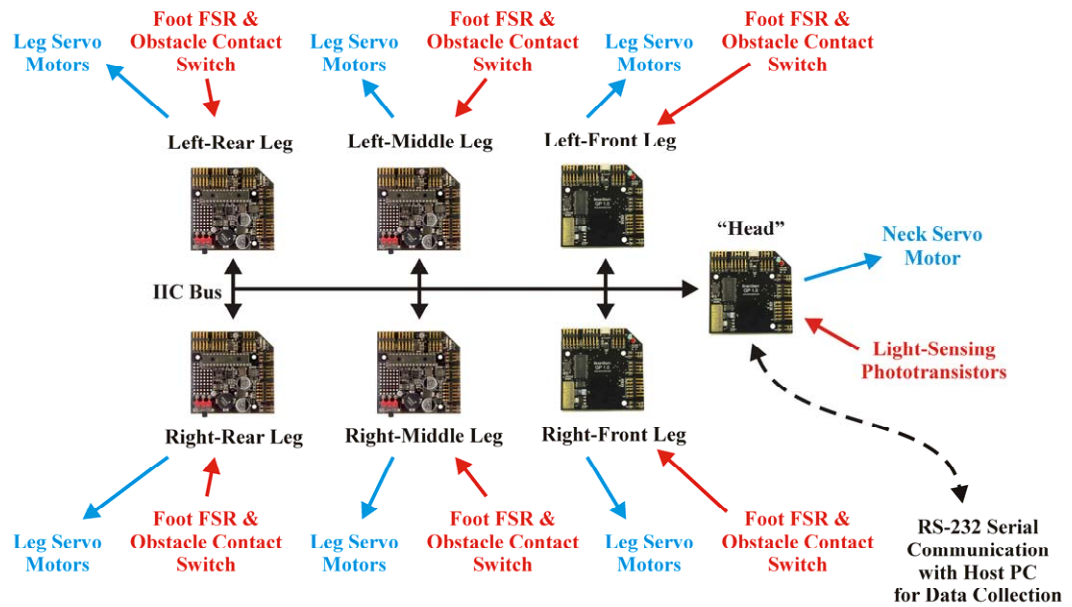 Leg Servo
Motors
Foot FSR &
Obstacle Contact
Switch
Leg Servo
Motors
Foot FSR &
Obstacle Contact
Switch
Leg Servo
Motors
Foot FSR &
Obstacle Contact
Switch
Left-Rear Leg
Left-Middle Leg
Left-Front Leg
“Head”
Neck Servo
Motor
IIC Bus
Light-Sensing
Phototransistors
Right-Rear Leg
Right-Middle Leg
Right-Front Leg
Leg Servo
Motors
Foot FSR &
Obstacle Contact
Switch
Leg Servo
Motors
Foot FSR &
Obstacle Contact
Switch
Leg Servo
Motors
Foot FSR &
Obstacle Contact
Switch
RS-232 Serial
Communication
with Host PC
for Data Collection